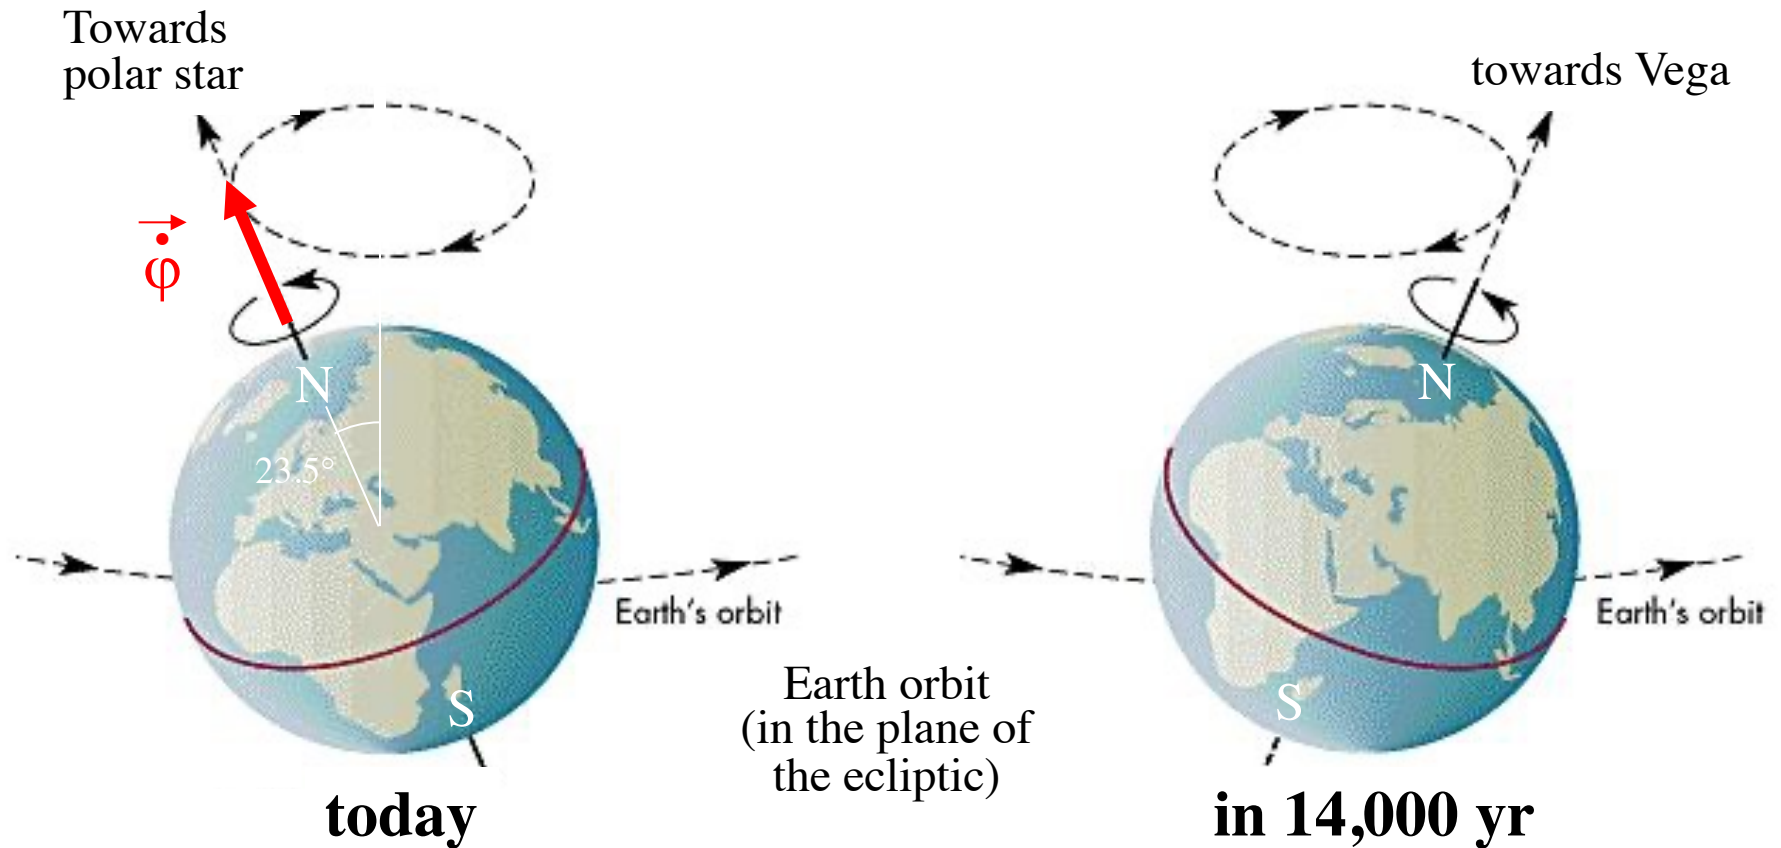 Towards
polar star
towards Vega
φ
N
23.5°
S
Earth's orbit
N
S
Earth's orbit
Earth orbit
(in the plane of
the ecliptic)
today
in 14,000 yr